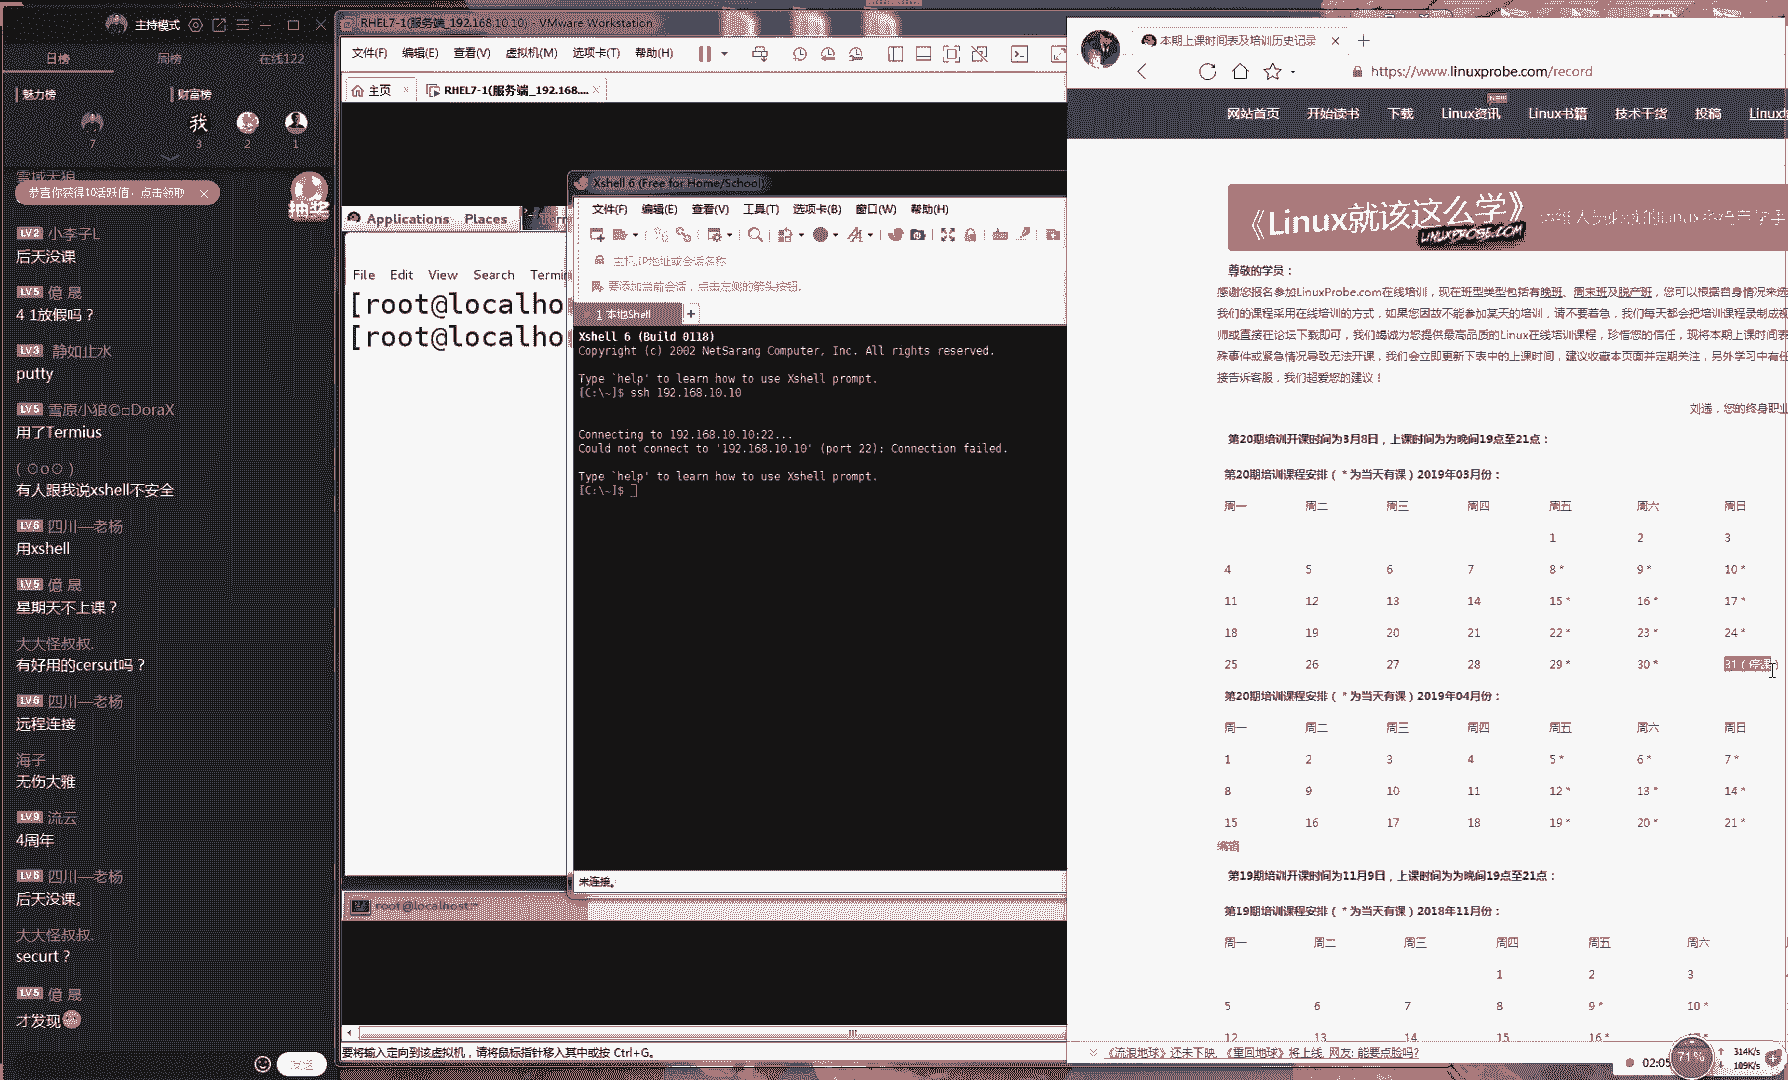 主持模式
日榜
周榜
在线122
魅力榜
财富榜
7
我
3
2
1
恭喜你获得10活跃值，点击领取
抽奖
LV2 小李子L
后天没课
LV5 億 晟
4 1放假吗？
LV3 静如止水
putty
LV5 雪原小狼©□DoraX
用了Termius
( ⊙o⊙ )
有人跟我说xshell不安全
LV6 四川—老杨
用xshell
LV5 億 晟
星期天不上课？
大大怪叔叔.
有好用的cersut吗？
LV6 四川—老杨
远程连接
海子
无伤大雅
LV9 流云
4周年
LV6 四川—老杨
后天没课。
大大怪叔叔.
securt？
LV5 億 晟
才发现
发送
RHEL7-1(服务端_192.168.10.10) - VMware Workstation
文件(F) 编辑(E) 查看(V) 虚拟机(M) 选项卡(T) 帮助(H)
主页
RHEL7-1(服务端_192.168....
Applications Places
File Edit View Search
[root@localho
[root@localho
root@localhost:~
要将输入定向到该虚拟机，请将鼠标指针移入其中或按 Ctrl+G。
Xshell 6 (Free for Home/School)
文件(F) 编辑(E) 查看(V) 工具(T) 选项卡(B) 窗口(W) 帮助(H)
主机,IP地址或会话名称
要添加当前会话，点击左侧的箭头按钮。
1 本地Shell
Xshell 6 (Build 0118)
Copyright (c) 2002 NetSarang Computer, Inc. All rights reserved.
Type `help' to learn how to use Xshell prompt.
[C:\~]$ ssh 192.168.10.10
Connecting to 192.168.10.10:22...
Could not connect to '192.168.10.10' (port 22): Connection failed.
Type `help' to learn how to use Xshell prompt.
[C:\~]$
未连接。
本期上课时间表及培训历史记录
https://www.linuxprobe.com/record
网站首页 开始读书 下载 Linux资讯 Linux书籍 技术干货 投稿
《Linux就该这么学》
LINUXPROBE.COM
尊敬的学员：
感谢您报名参加LinuxProbe.com在线培训，现在班型类型包括有晚班、周末班及脱产班，您可以根据自身情况来选
我们的课程采用在线培训的方式，如果您因故不能参加某天的培训，请不要着急，我们每天都会把培训课程录制成视
师或直接在论坛下载即可，我们竭诚为您提供最高品质的Linux在线培训课程，珍惜您的信任，现将本期上课时间表
殊事件或紧急情况导致无法开课，我们会立即更新下表中的上课时间，建议收藏本页面并定期关注，另外学习中有任
接告诉客服，我们超爱您的建议！
刘遄，您的终身职业
第20期培训开课时间为3月8日，上课时间为为晚间19点至21点：
第20期培训课程安排（ * 为当天有课）2019年03月份：
周一 周二 周三 周四 周五 周六 周日
1 2 3
4 5 6 7 8 * 9 * 10 *
11 12 13 14 15 * 16 * 17 *
18 19 20 21 22 * 23 * 24 *
25 26 27 28 29 * 30 * 31（停课）
第20期培训课程安排（ * 为当天有课）2019年04月份：
周一 周二 周三 周四 周五 周六 周日
1 2 3 4 5 * 6 * 7 *
8 9 10 11 12 * 13 * 14 *
15 16 17 18 19 * 20 * 21 *
编辑
第19期培训开课时间为11月9日，上课时间为为晚间19点至21点：
第19期培训课程安排（ * 为当天有课）2018年11月份：
周一 周二 周三 周四 周五 周六
1 2 3
5 6 7 8 9 * 10 *
12 13 14 15 16 *
《流浪地球》还未下映，《重回地球》将上线 网友: 能要点脸吗?
02:05
71%
314K/s
189K/s